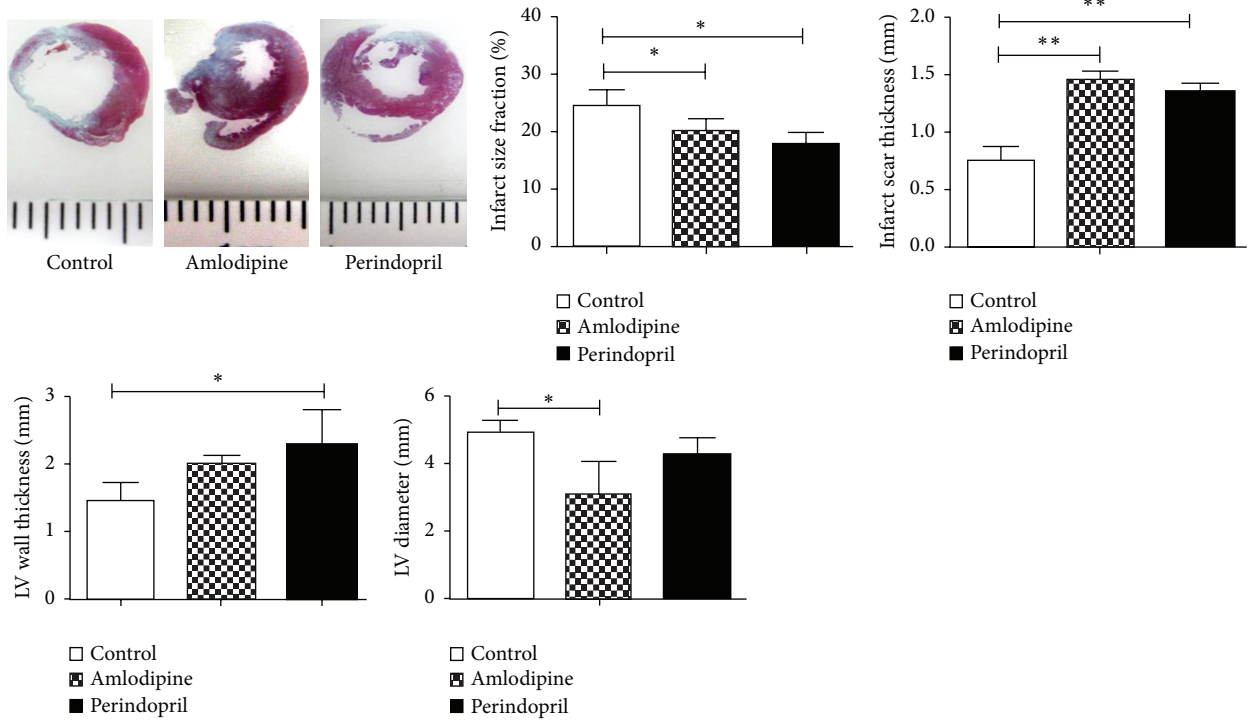 Control
Amlodipine
Perindopril
Infarct size fraction (%)
40
30
20
10
0
*
*
Control
Amlodipine
Perindopril
Infarct scar thickness (mm)
2.0
1.5
1.0
0.5
0.0
**
**
Control
Amlodipine
Perindopril
LV wall thickness (mm)
3
2
1
0
*
Control
Amlodipine
Perindopril
LV diameter (mm)
6
4
2
0
*
Control
Amlodipine
Perindopril